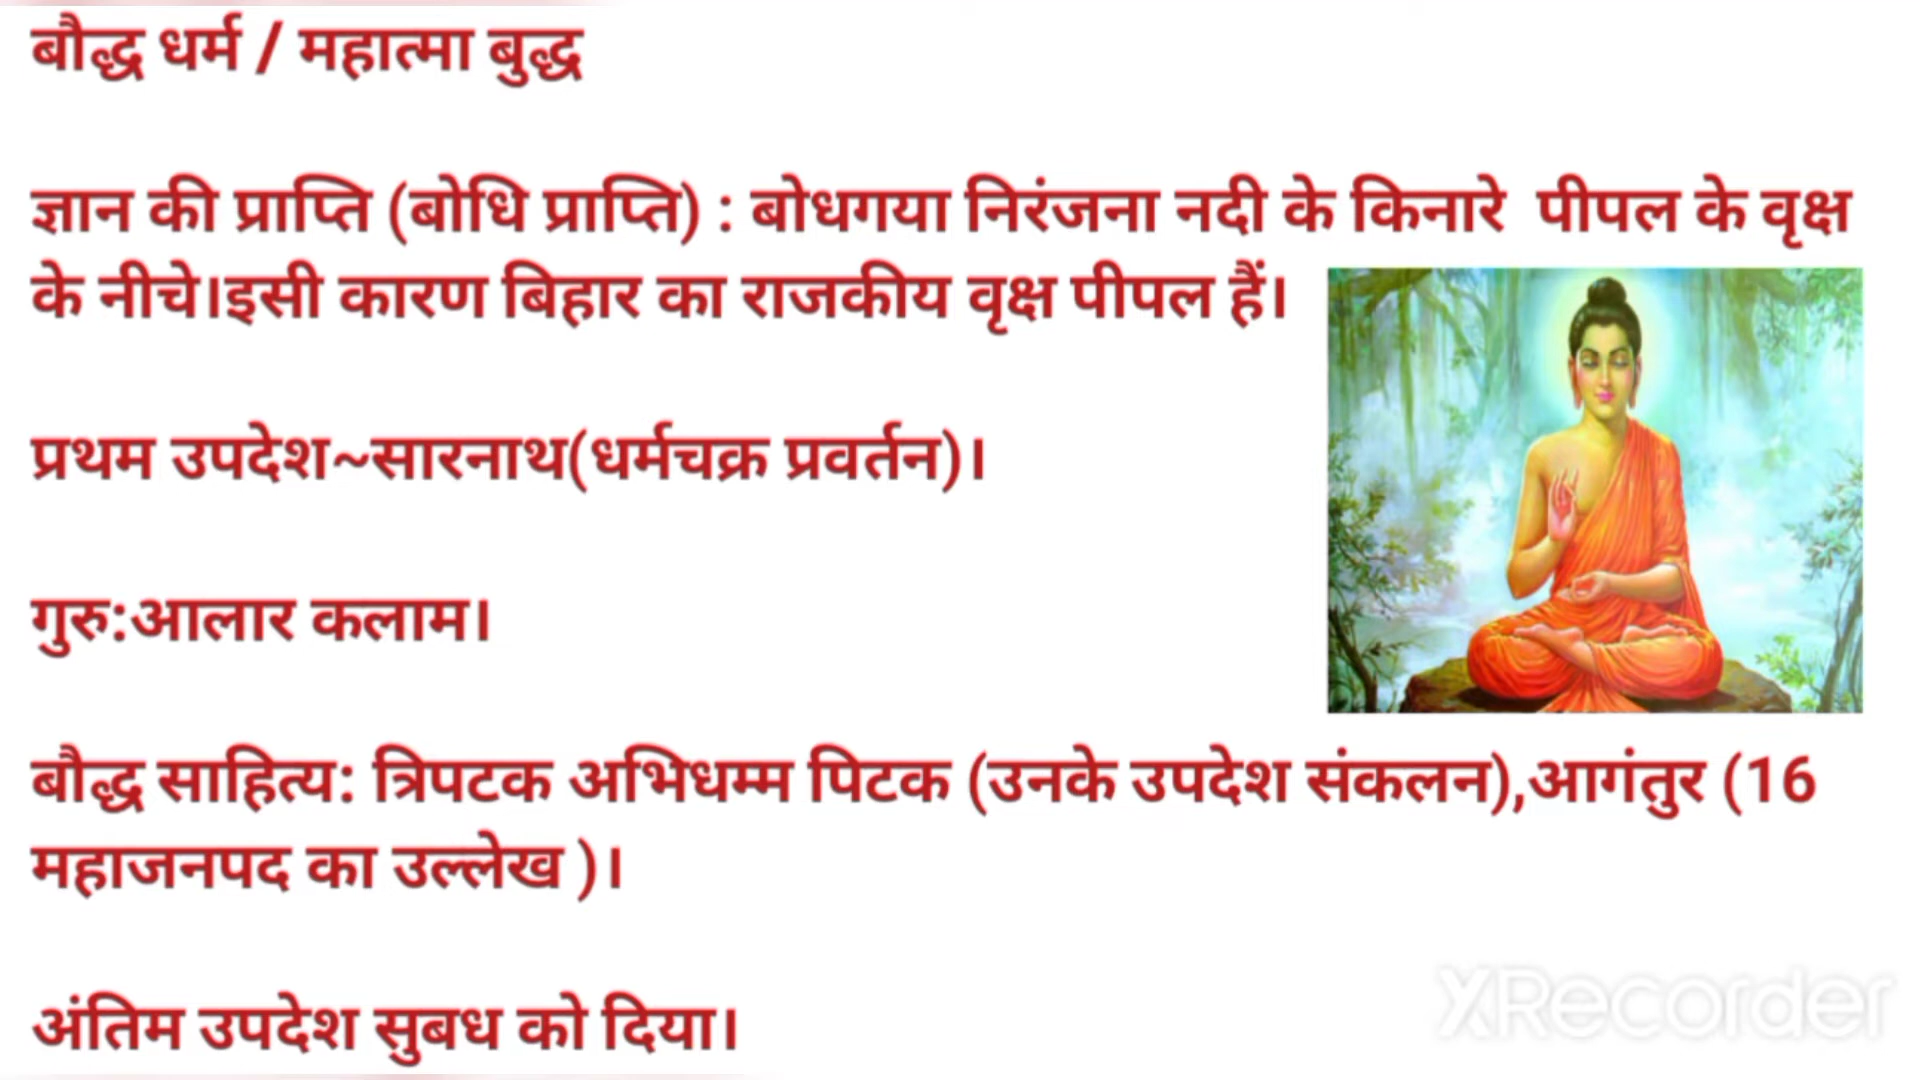 बौद्ध धर्म / महात्मा बुद्ध
ज्ञान की प्राप्ति (बोधि प्राप्ति) : बोधगया निरंजना नदी के किनारे  पीपल के वृक्ष
के नीचे।इसी कारण बिहार का राजकीय वृक्ष पीपल हैं।
प्रथम उपदेश~सारनाथ(धर्मचक्र प्रवर्तन)।
गुरु:आलार कलाम।
बौद्ध साहित्य: त्रिपटक अभिधम्म पिटक (उनके उपदेश संकलन),आगंतुर (16
महाजनपद का उल्लेख )।
अंतिम उपदेश सुबध को दिया।
XRecorder